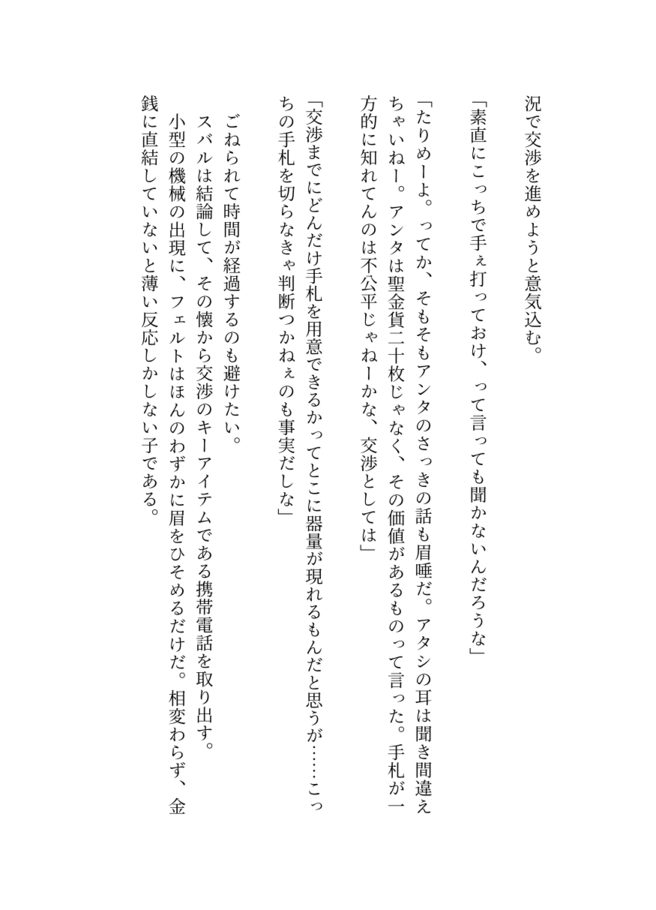 況で交渉を進めようと意気込む。
「素直にこっちで手ぇ打っておけ、って言っても聞かないんだろうな」
「たりめーよ。ってか、そもそもアンタのさっきの話も眉唾だ。アタシの耳は聞き間違え
ちゃいねー。アンタは聖金貨二十枚じゃなく、その価値があるものって言った。手札が一
方的に知れてんのは不公平じゃねーかな、交渉としては」
「交渉までにどんだけ手札を用意できるかってとこに器量が現れるもんだと思うが……こっ
ちの手札を切らなきゃ判断つかねぇのも事実だしな」
ごねられて時間が経過するのも避けたい。
スバルは結論して、その懐から交渉のキーアイテムである携帯電話を取り出す。
小型の機械の出現に、フェルトはほんのわずかに眉をひそめるだけだ。相変わらず、金
銭に直結していないと薄い反応しかしない子である。